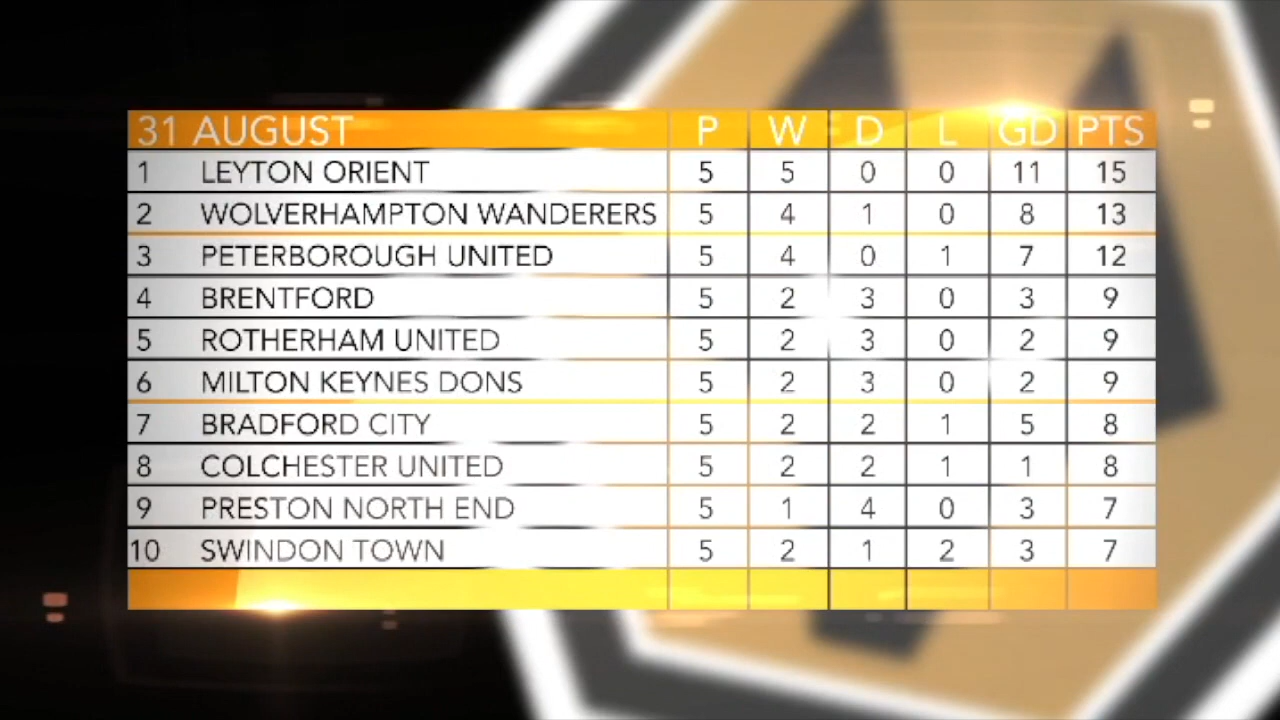 31 AUGUST P W D L GD PTS
1 LEYTON ORIENT 5 5 0 0 11 15
2 WOLVERHAMPTON WANDERERS 5 4 1 0 8 13
3 PETERBOROUGH UNITED 5 4 0 1 7 12
4 BRENTFORD 5 2 3 0 3 9
5 ROTHERHAM UNITED 5 2 3 0 2 9
6 MILTON KEYNES DONS 5 2 3 0 2 9
7 BRADFORD CITY 5 2 2 1 5 8
8 COLCHESTER UNITED 5 2 2 1 1 8
9 PRESTON NORTH END 5 1 4 0 3 7
10 SWINDON TOWN 5 2 1 2 3 7